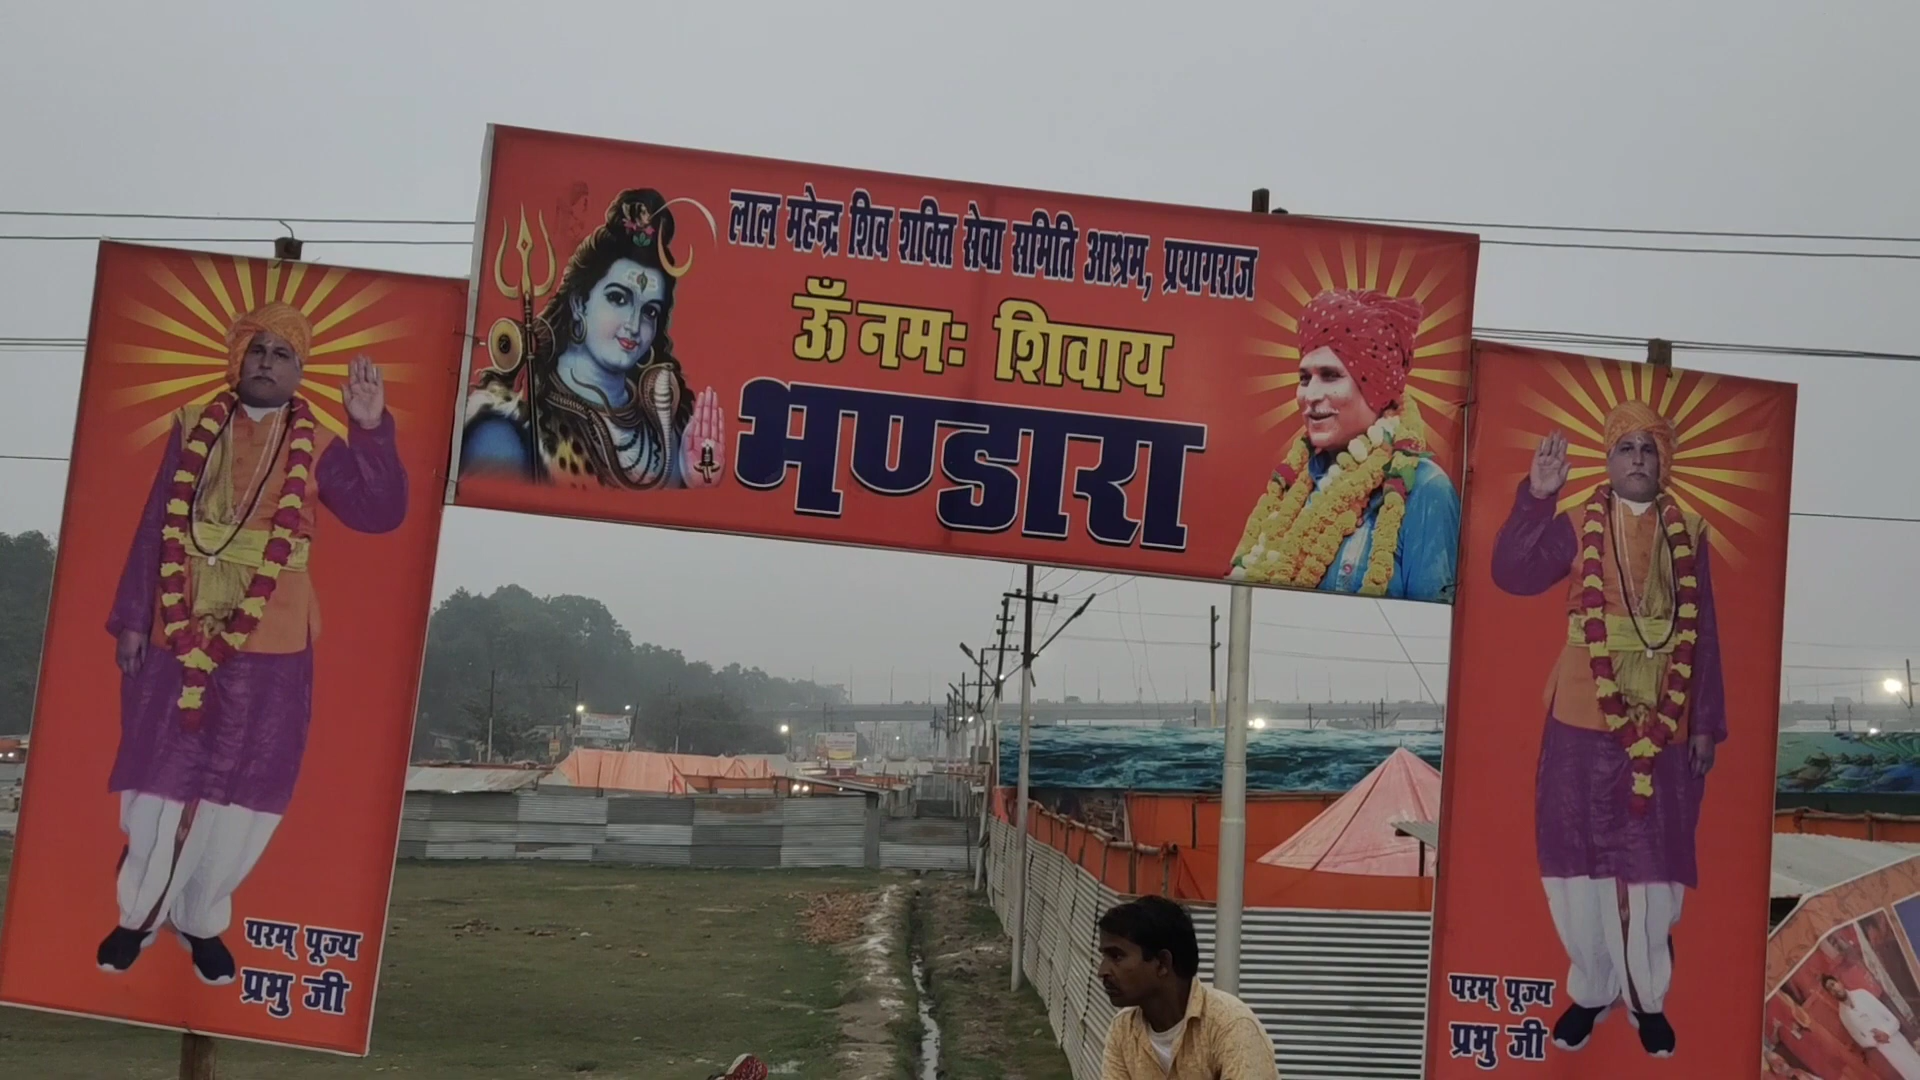 लाल महेन्द्र शिव शक्ति सेवा समिति आश्रम, प्रयागराज
ॐ नमः शिवाय
भण्डारा
परम् पूज्य
प्रभु जी
परम् पूज्य
प्रभु जी